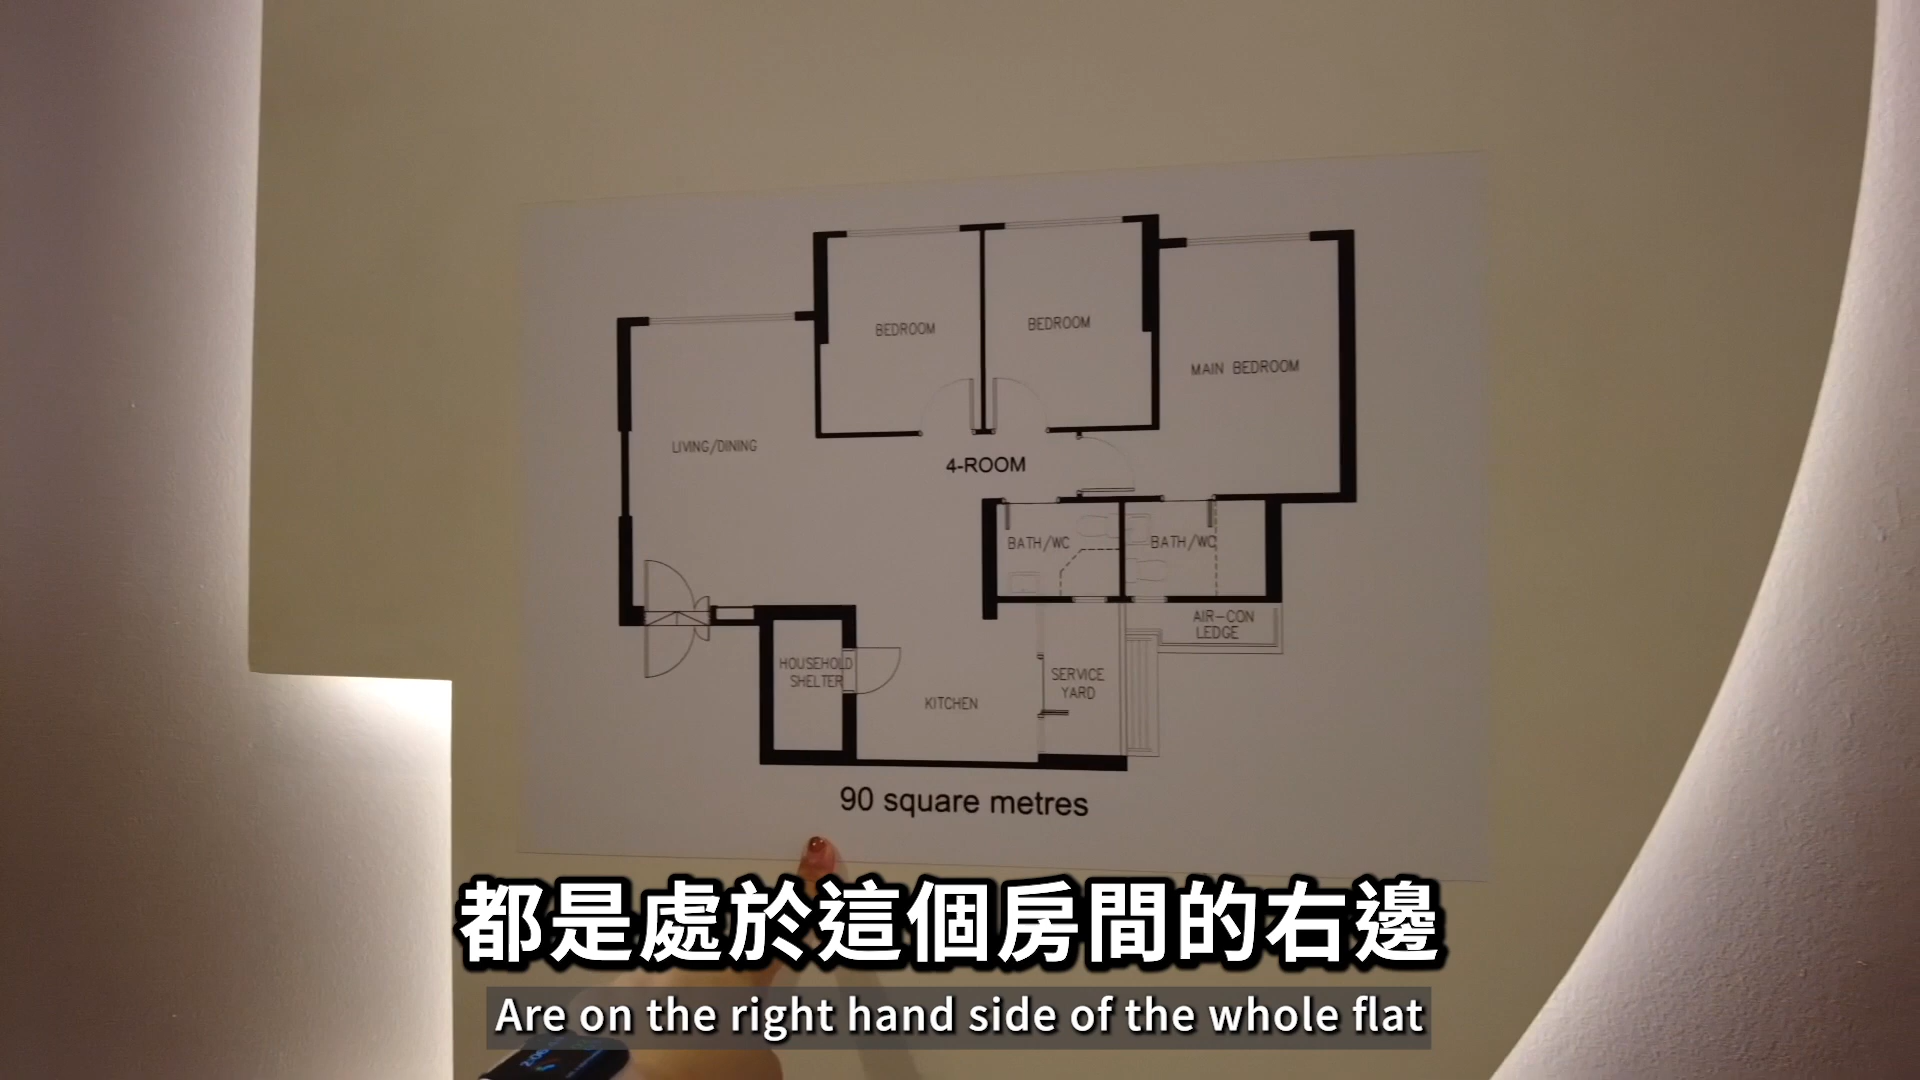 BEDROOM
BEDROOM
MAIN BEDROOM
LIVING/DINING
4-ROOM
BATH/WC
BATH/WC
AIR-CON
LEDGE
HOUSEHOLD
SHELTER
SERVICE
YARD
KITCHEN
90 square metres
都是處於這個房間的右邊
Are on the right hand side of the whole flat